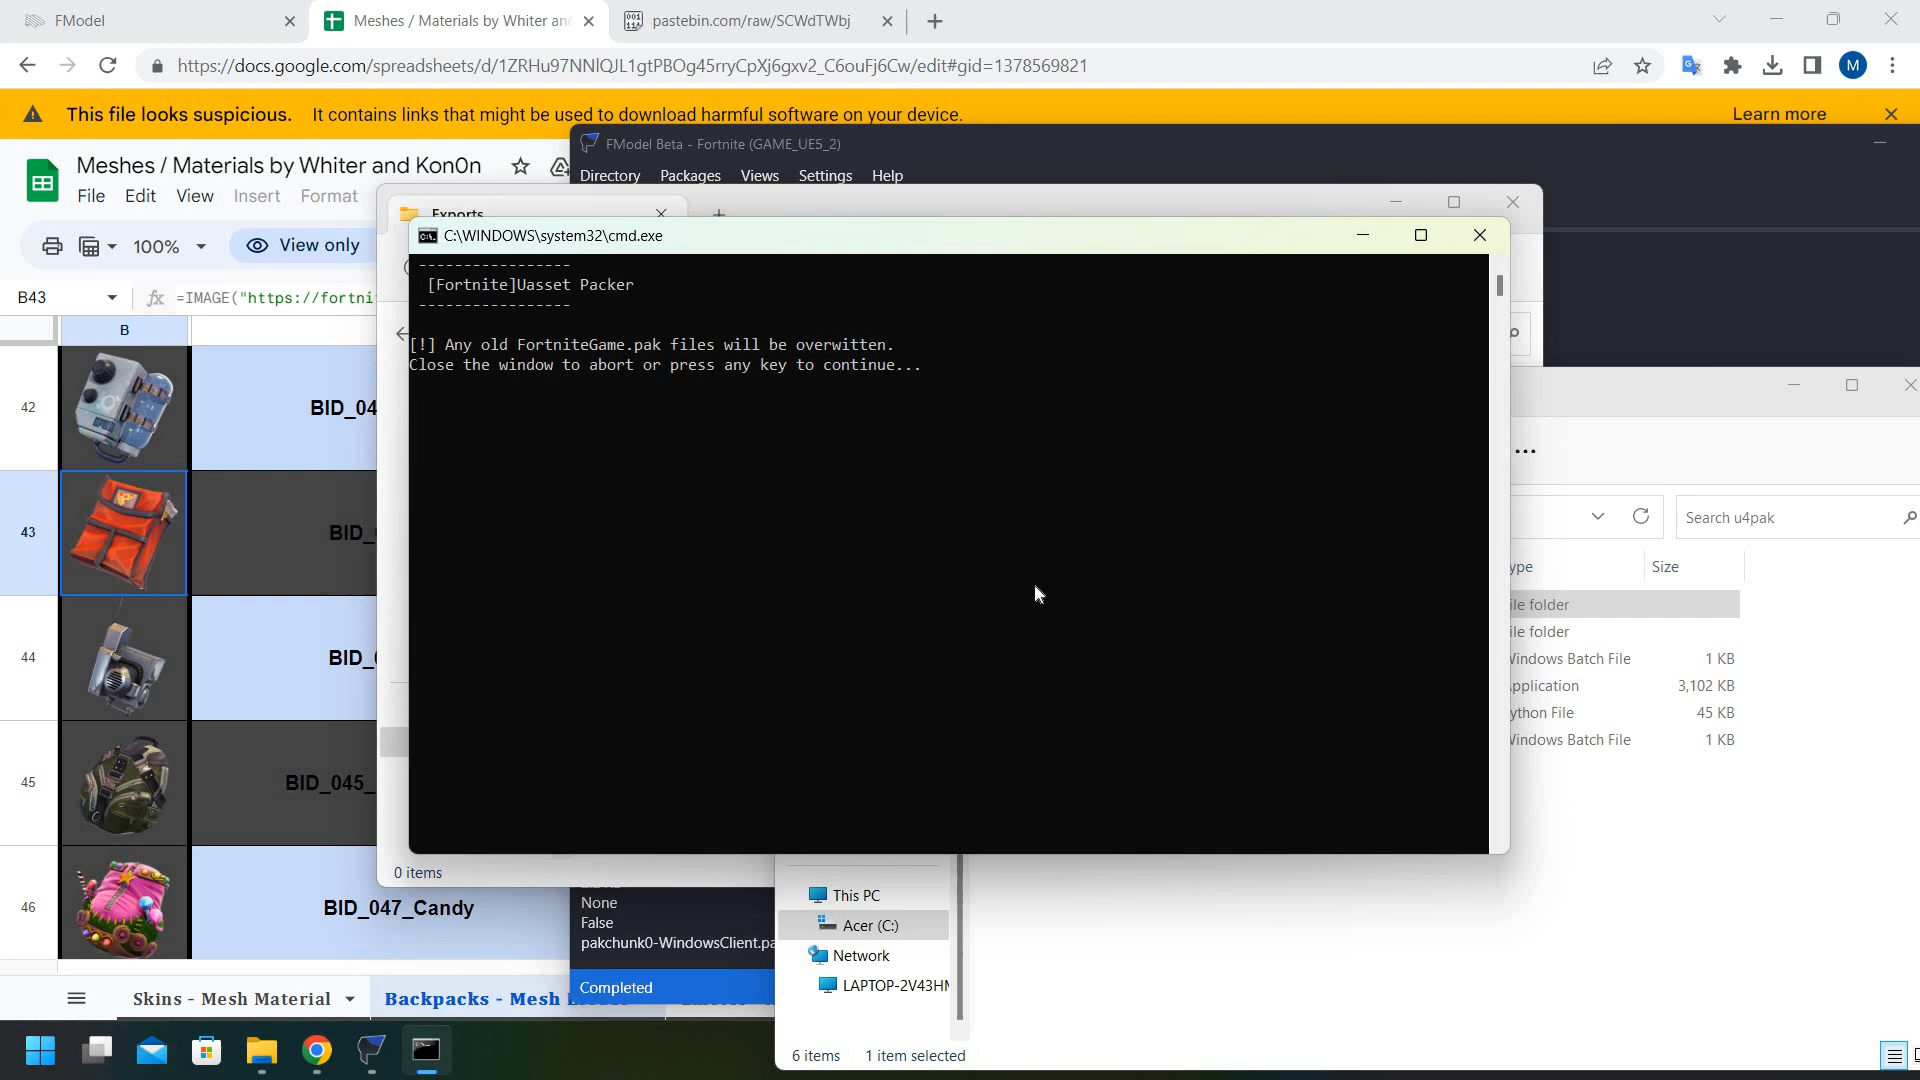 FModel
Meshes / Materials by Whiter and
pastebin.com/raw/SCWdTWbj
https://docs.google.com/spreadsheets/d/1ZRHu97NNlQJL1gtPBOg45rryCpXj6gxv2_C6ouFj6Cw/edit#gid=1378569821
M
This file looks suspicious. It contains links that might be used to download harmful software on your device.
Learn more
Meshes / Materials by Whiter and Kon0n
File Edit View Insert Format
100%
View only
B43
=IMAGE("https://fortni
B
42
BID_04
43
BID_
44
BID_
45
BID_045_
46
BID_047_Candy
Skins - Mesh Material
Backpacks - Mesh
FModel Beta - Fortnite (GAME_UE5_2)
Directory Packages Views Settings Help
Exports
C:\WINDOWS\system32\cmd.exe
-----------------
[Fortnite]Uasset Packer
-----------------
[!] Any old FortniteGame.pak files will be overwitten.
Close the window to abort or press any key to continue...
0 items
None
False
pakchunk0-WindowsClient.pa
Completed
Search u4pak
ype
Size
ile folder
ile folder
Windows Batch File 1 KB
pplication 3,102 KB
ython File 45 KB
Windows Batch File 1 KB
This PC
Acer (C:)
Network
LAPTOP-2V43H
6 items 1 item selected